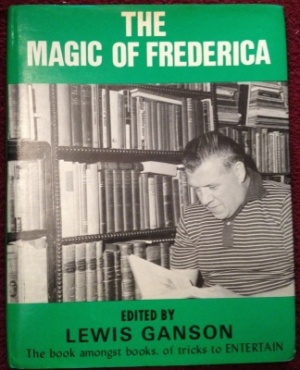 THE
MAGIC OF FREDERICA
EDITED BY
LEWIS GANSON
The book amongst books. of tricks to ENTERTAIN